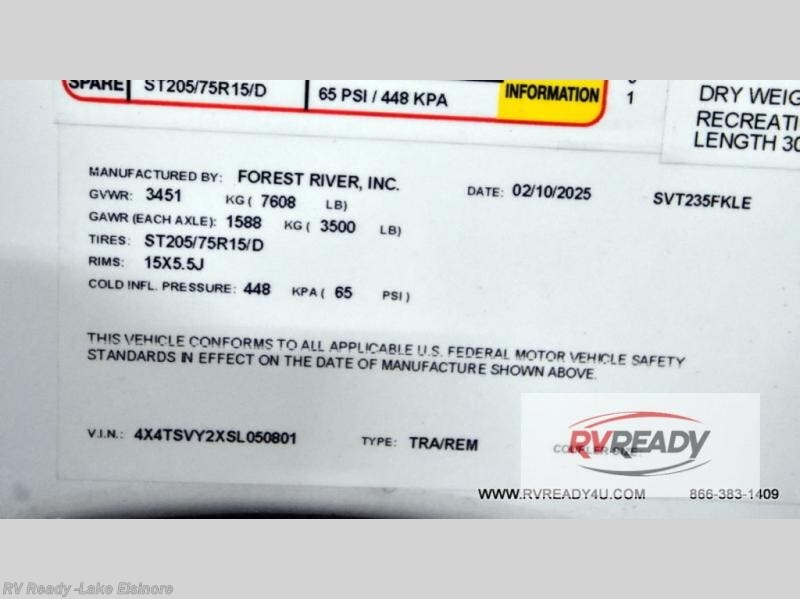 SPARE ST205/75R15/D 65 PSI / 448 KPA INFORMATION
1
DRY WEIG
RECREATI
LENGTH 30
MANUFACTURED BY: FOREST RIVER, INC. DATE: 02/10/2025 SVT235FKLE
GVWR: 3451 KG ( 7608 LB)
GAWR (EACH AXLE): 1588 KG ( 3500 LB)
TIRES: ST205/75R15/D
RIMS: 15X5.5J
COLD INFL. PRESSURE: 448 KPA ( 65 PSI )
THIS VEHICLE CONFORMS TO ALL APPLICABLE U.S. FEDERAL MOTOR VEHICLE SAFETY
STANDARDS IN EFFECT ON THE DATE OF MANUFACTURE SHOWN ABOVE.
V.I.N.: 4X4TSVY2XSL050801 TYPE: TRA/REM
RVREADY
WWW.RVREADY4U.COM 866-383-1409
RV Ready -Lake Elsinore